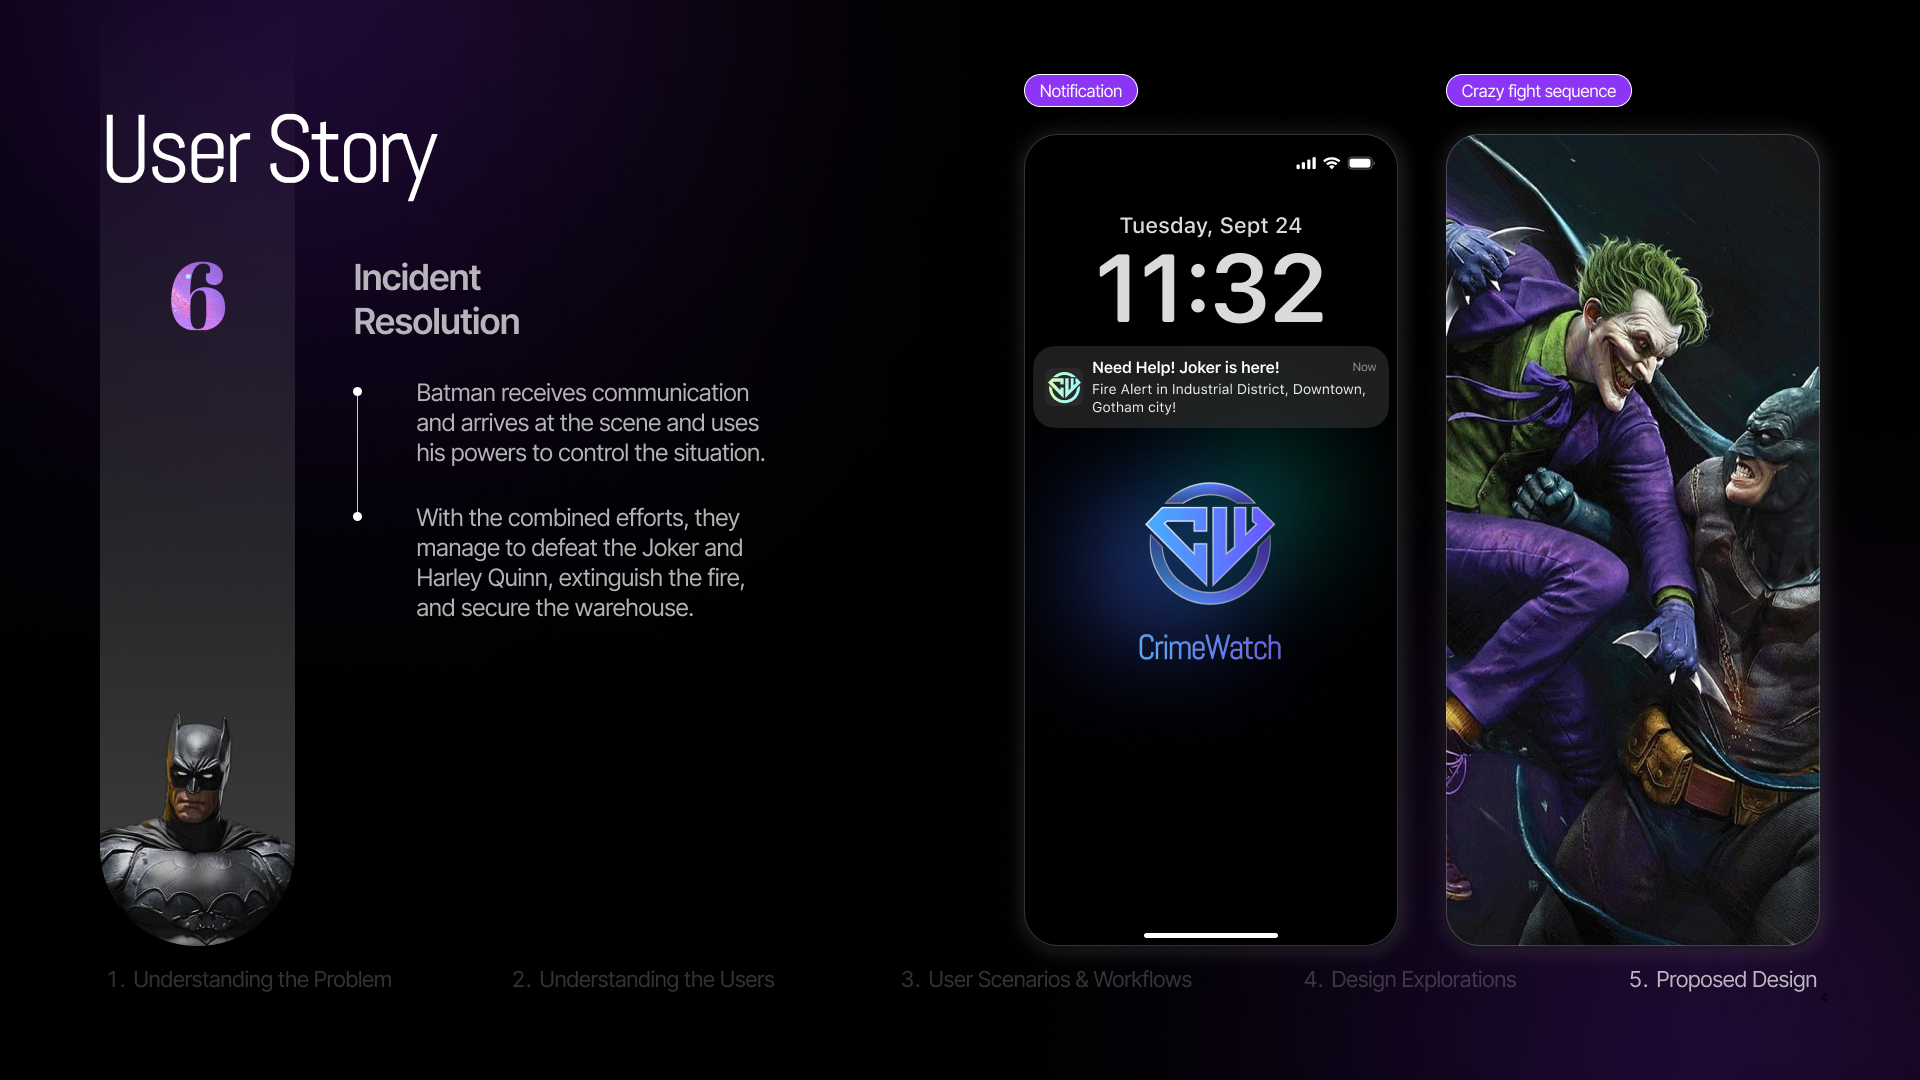 User Story
6
Incident
Resolution
Batman receives communication
and arrives at the scene and uses
his powers to control the situation.
With the combined efforts, they
manage to defeat the Joker and
Harley Quinn, extinguish the fire,
and secure the warehouse.
Notification
Tuesday, Sept 24
11:32
Need Help! Joker is here!
Now
Fire Alert in Industrial District, Downtown,
Gotham city!
CW
CrimeWatch
Crazy fight sequence
1. Understanding the Problem
2. Understanding the Users
3. User Scenarios & Workflows
4. Design Explorations
5. Proposed Design
4